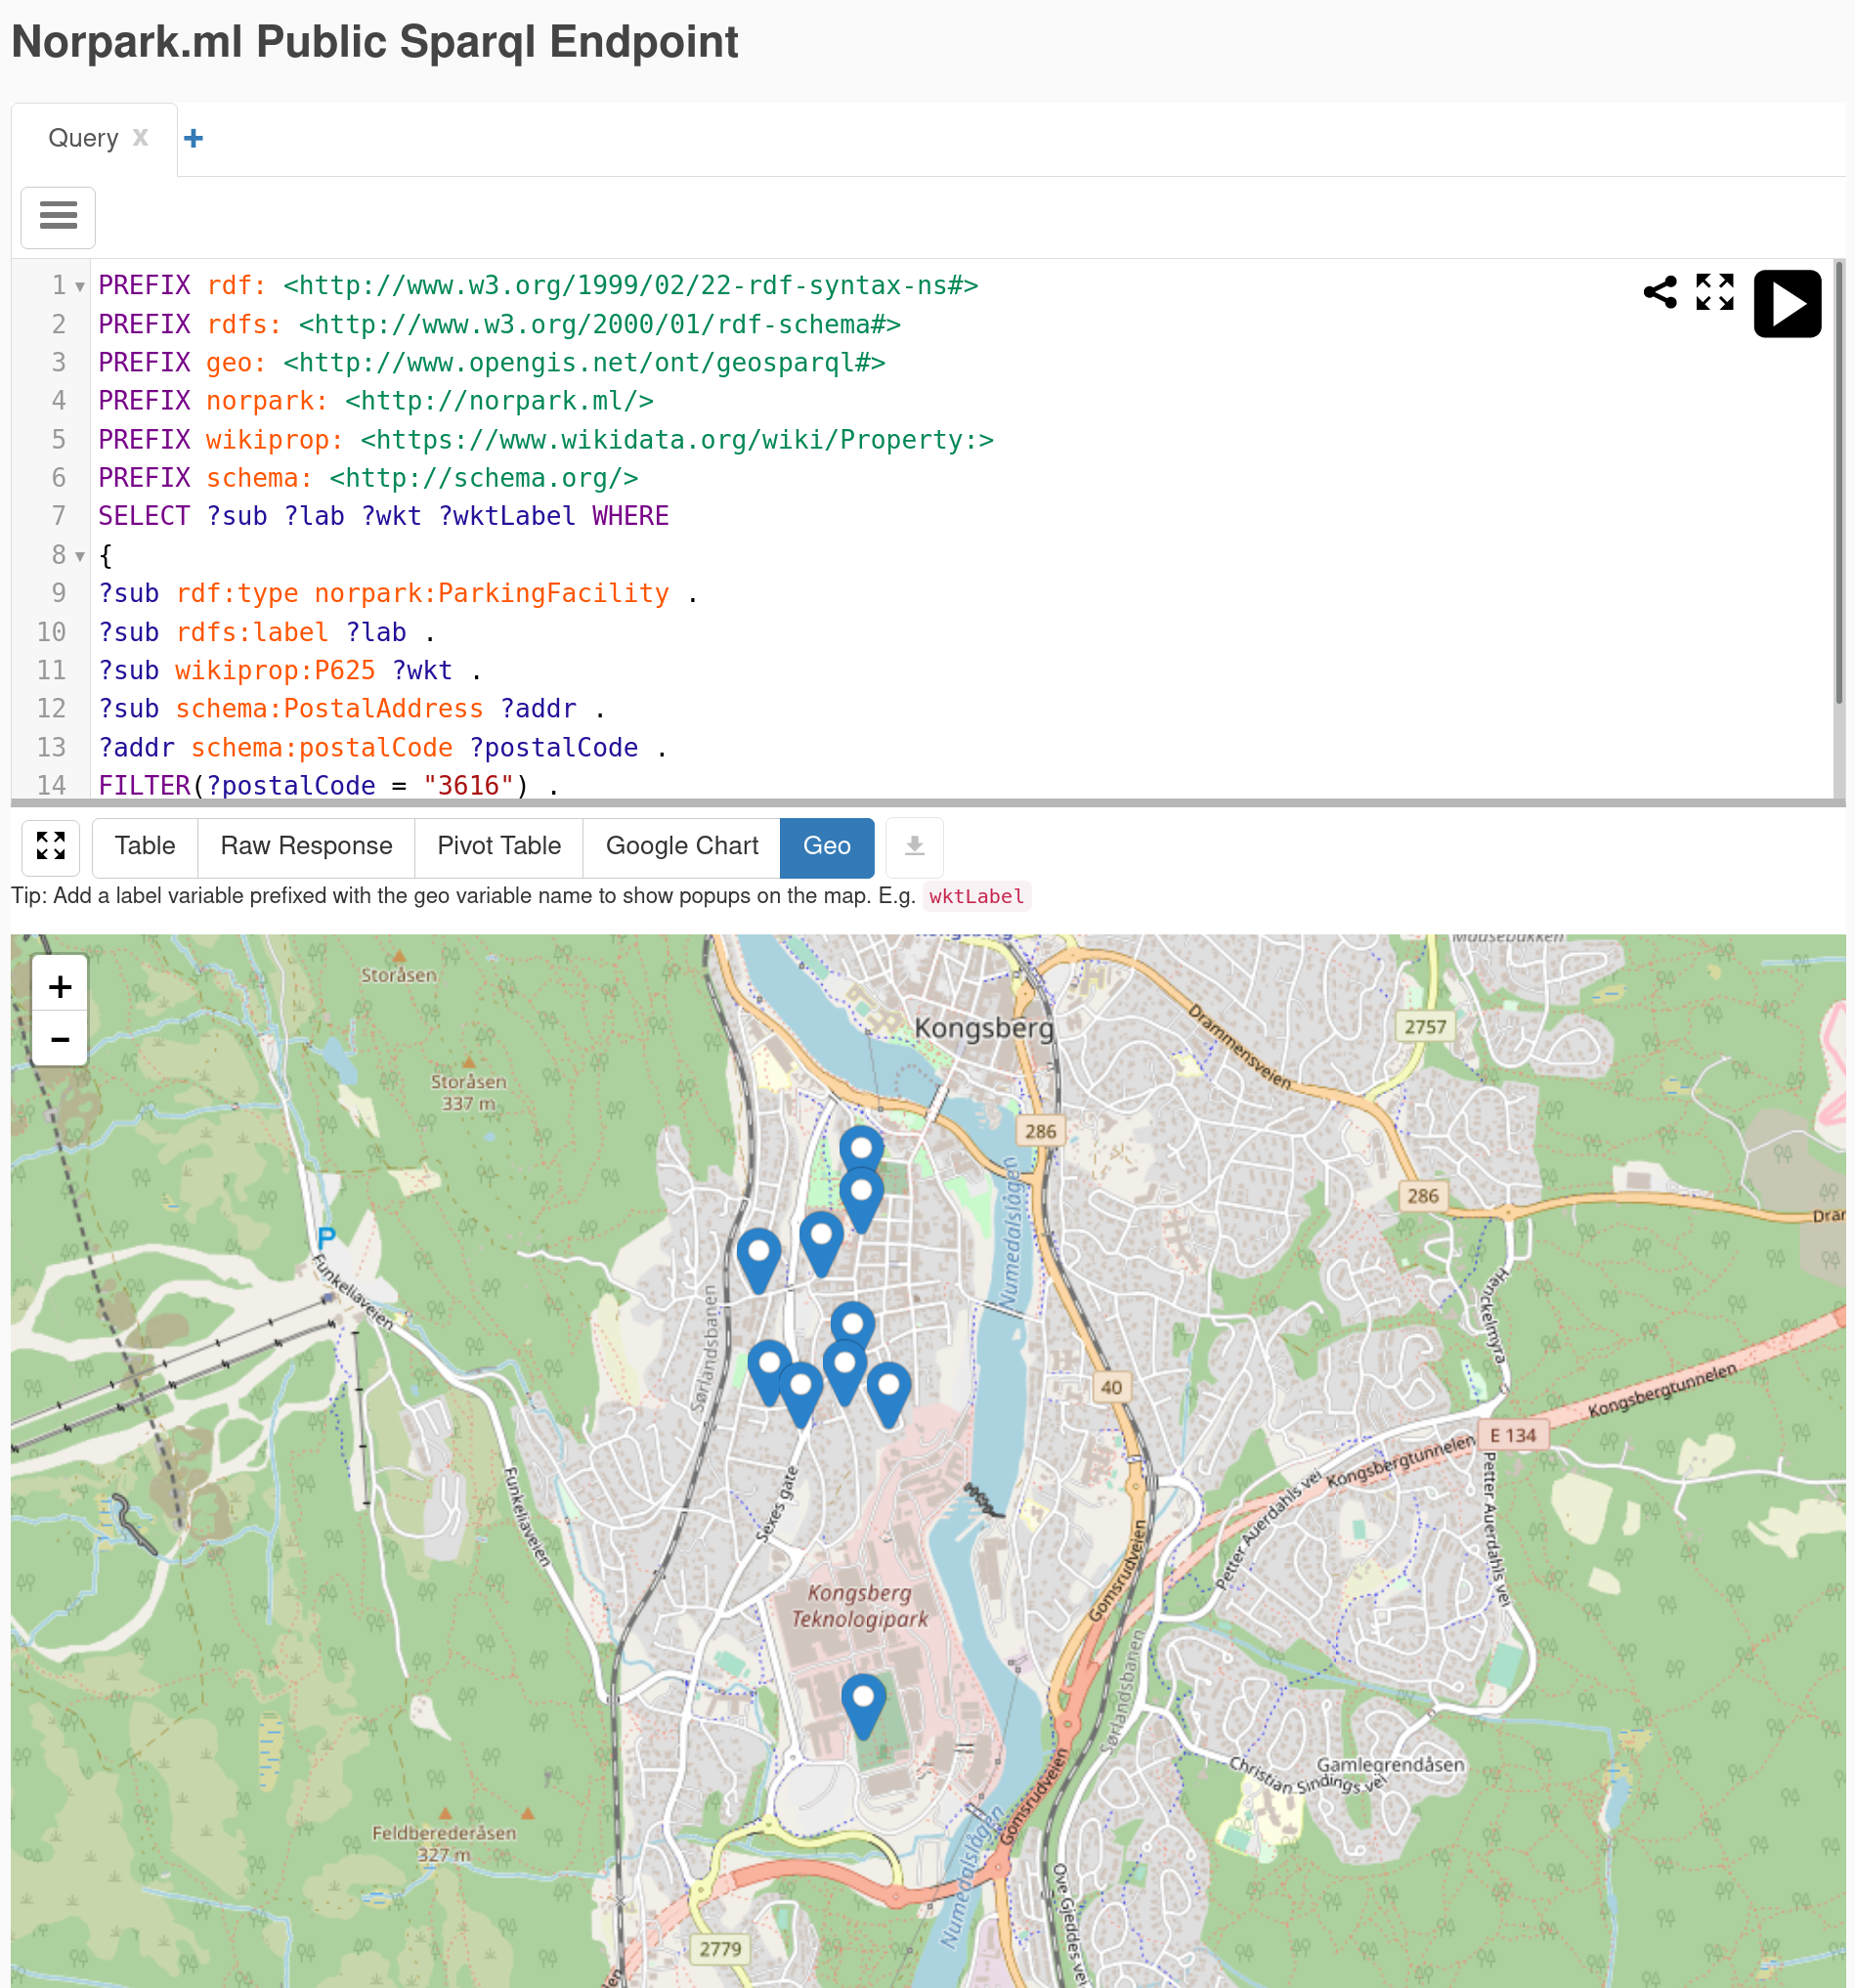 Norpark.ml Public Sparql Endpoint
Query x +
1 PREFIX rdf: <http://www.w3.org/1999/02/22-rdf-syntax-ns#>
2 PREFIX rdfs: <http://www.w3.org/2000/01/rdf-schema#>
3 PREFIX geo: <http://www.opengis.net/ont/geosparql#>
4 PREFIX norpark: <http://norpark.ml/>
5 PREFIX wikiprop: <https://www.wikidata.org/wiki/Property:>
6 PREFIX schema: <http://schema.org/>
7 SELECT ?sub ?lab ?wkt ?wktLabel WHERE
8 {
9 ?sub rdf:type norpark:ParkingFacility .
10 ?sub rdfs:label ?lab .
11 ?sub wikiprop:P625 ?wkt .
12 ?sub schema:PostalAddress ?addr .
13 ?addr schema:postalCode ?postalCode .
14 FILTER(?postalCode = "3616") .
Table Raw Response Pivot Table Google Chart Geo
Tip: Add a label variable prefixed with the geo variable name to show popups on the map. E.g. wktLabel
+
−
Kongsberg
Storåsen
Kongsberg
Drammensveien
2757
Storåsen
337 m
286
Numedalslågen
286
Drar
P
Funkeliaveien
Sørlandsbanen
Henckelmyra
40
Kongsbergtunnelen
E 134
Kongsbergtunnelen
Petter Auerdahls vei
Petter Auerdahls vei
Funkeliaveien
Sexes gate
Gomsrudveien
Kongsberg
Teknologipark
Sørlandsbanen
Gamlegrendåsen
Christian Sindings vei
Gomsrudveien
Feldberederåsen
327 m
Numedalslågen
Ove Gjeddes vei
2779